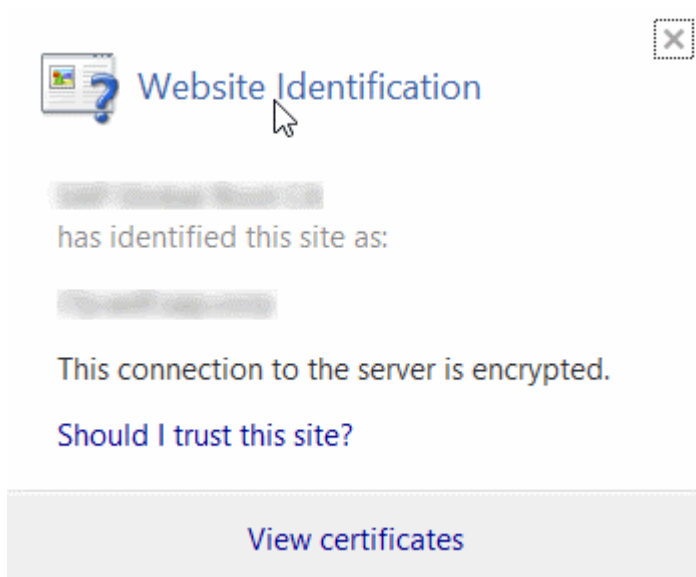 Website Identification
has identified this site as:
This connection to the server is encrypted.
Should I trust this site?
View certificates